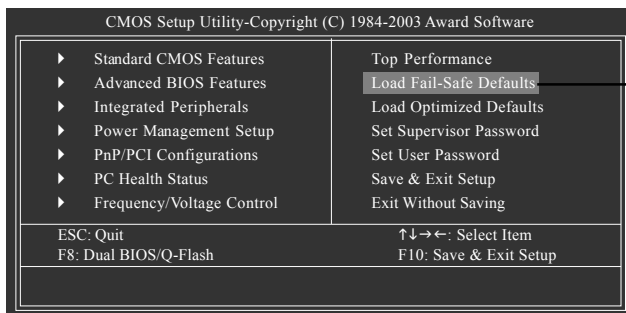 CMOS Setup Utility-Copyright (C) 1984-2003 Award Software
Standard CMOS Features
Advanced BIOS Features
Integrated Peripherals
Power Management Setup
PnP/PCI Configurations
PC Health Status
Frequency/Voltage Control
Top Performance
Load Fail-Safe Defaults
Load Optimized Defaults
Set Supervisor Password
Set User Password
Save & Exit Setup
Exit Without Saving
ESC: Quit
F8: Dual BIOS/Q-Flash
↑↓→←: Select Item
F10: Save & Exit Setup